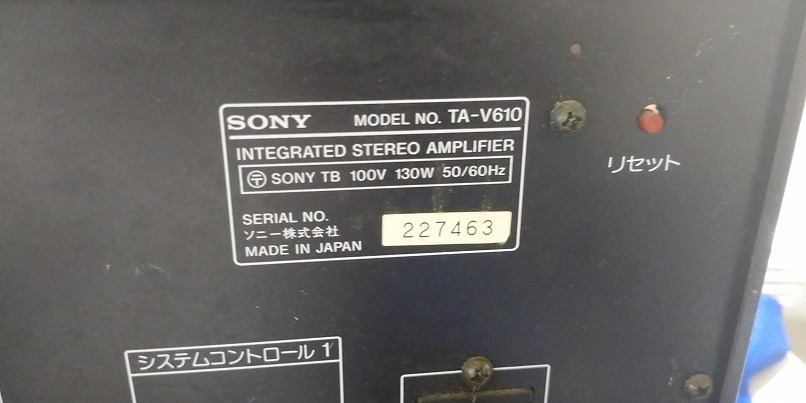 SONY MODEL NO. TA-V610
INTEGRATED STEREO AMPLIFIER
〒 SONY TB 100V 130W 50/60Hz
SERIAL NO.
227463
ソニー株式会社
MADE IN JAPAN
リセット
システムコントロール 1